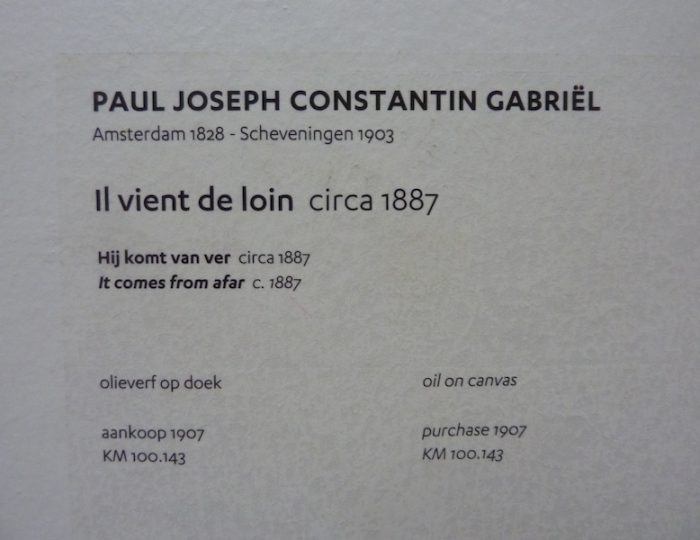 PAUL JOSEPH CONSTANTIN GABRIËL
Amsterdam 1828 - Scheveningen 1903
Il vient de loin circa 1887
Hij komt van ver circa 1887
It comes from afar c. 1887
olieverf op doek
aankoop 1907
KM 100.143
oil on canvas
purchase 1907
KM 100.143